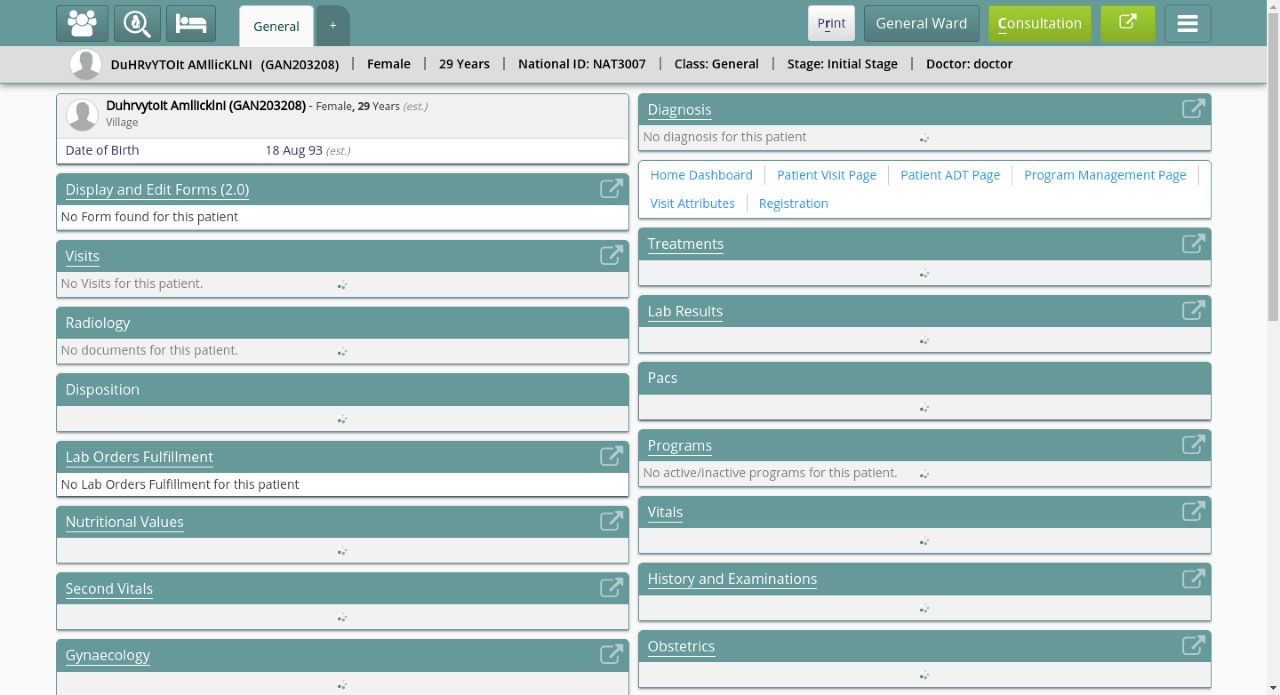 General
+
Print
General Ward
Consultation
DuHRvYTOIt AMlIicKLNI (GAN203208) | Female | 29 Years | National ID: NAT3007 | Class: General | Stage: Initial Stage | Doctor: doctor
Duhrvytoit Amliickini (GAN203208) - Female, 29 Years (est.)
Village
Date of Birth 18 Aug 93 (est.)
Display and Edit Forms (2.0)
No Form found for this patient
Visits
No Visits for this patient.
Radiology
No documents for this patient.
Disposition
Lab Orders Fulfillment
No Lab Orders Fulfillment for this patient
Nutritional Values
Second Vitals
Gynaecology
Diagnosis
No diagnosis for this patient
Home Dashboard | Patient Visit Page | Patient ADT Page | Program Management Page |
Visit Attributes | Registration
Treatments
Lab Results
Pacs
Programs
No active/inactive programs for this patient.
Vitals
History and Examinations
Obstetrics